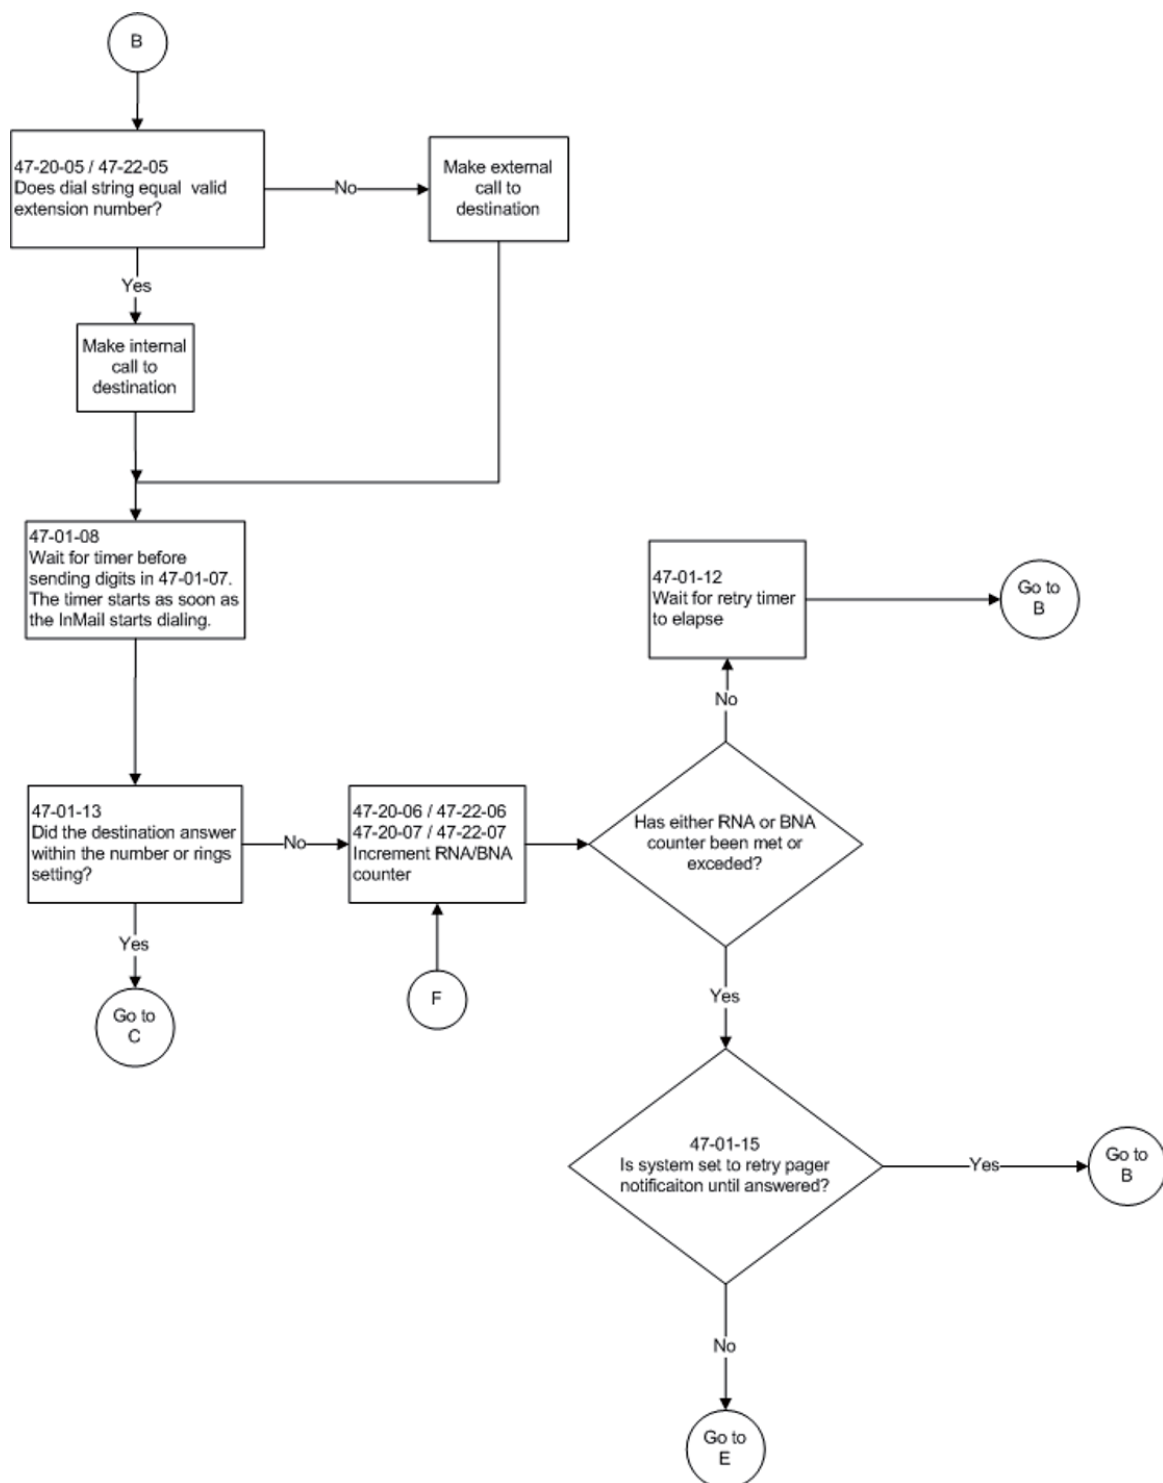 B
47-20-05 / 47-22-05
Does dial string equal valid
extension number?
No
Make external
call to
destination
Yes
Make internal
call to
destination
47-01-08
Wait for timer before
sending digits in 47-01-07.
The timer starts as soon as
the InMail starts dialing.
47-01-12
Wait for retry timer
to elapse
Go to
B
No
47-01-13
Did the destination answer
within the number or rings
setting?
No
47-20-06 / 47-22-06
47-20-07 / 47-22-07
Increment RNA/BNA
counter
Has either RNA or BNA
counter been met or
exceded?
Yes
Go to
C
F
Yes
47-01-15
Is system set to retry pager
notificaiton until answered?
Yes
Go to
B
No
Go to
E